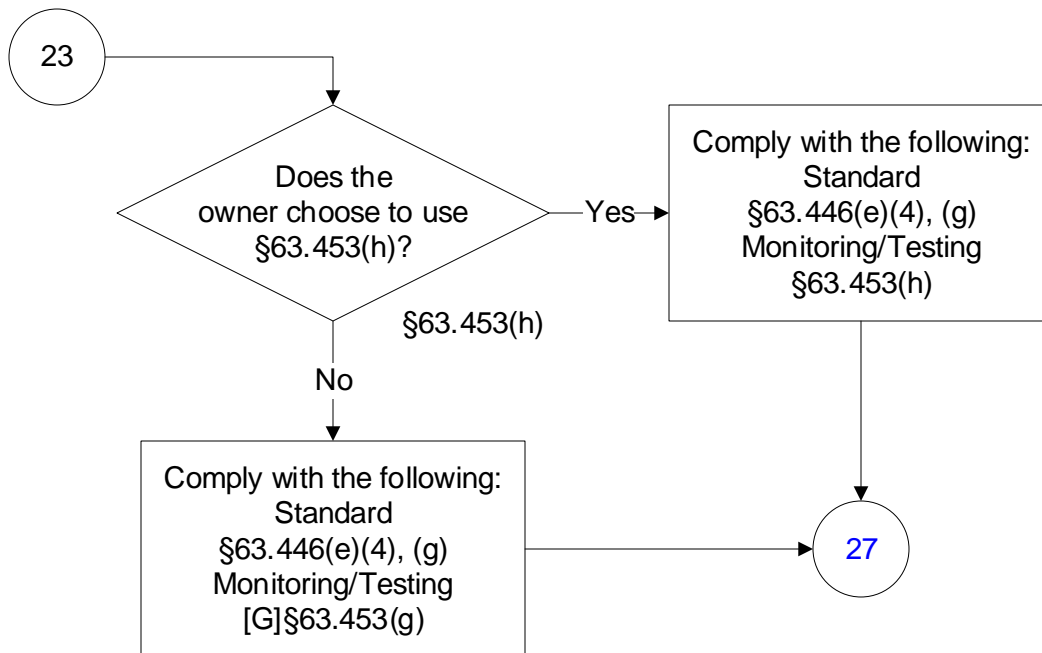 23
Does the
owner choose to use
§63.453(h)?
Yes
Comply with the following:
Standard
§63.446(e)(4), (g)
Monitoring/Testing
§63.453(h)
§63.453(h)
No
Comply with the following:
Standard
§63.446(e)(4), (g)
Monitoring/Testing
[G]§63.453(g)
27